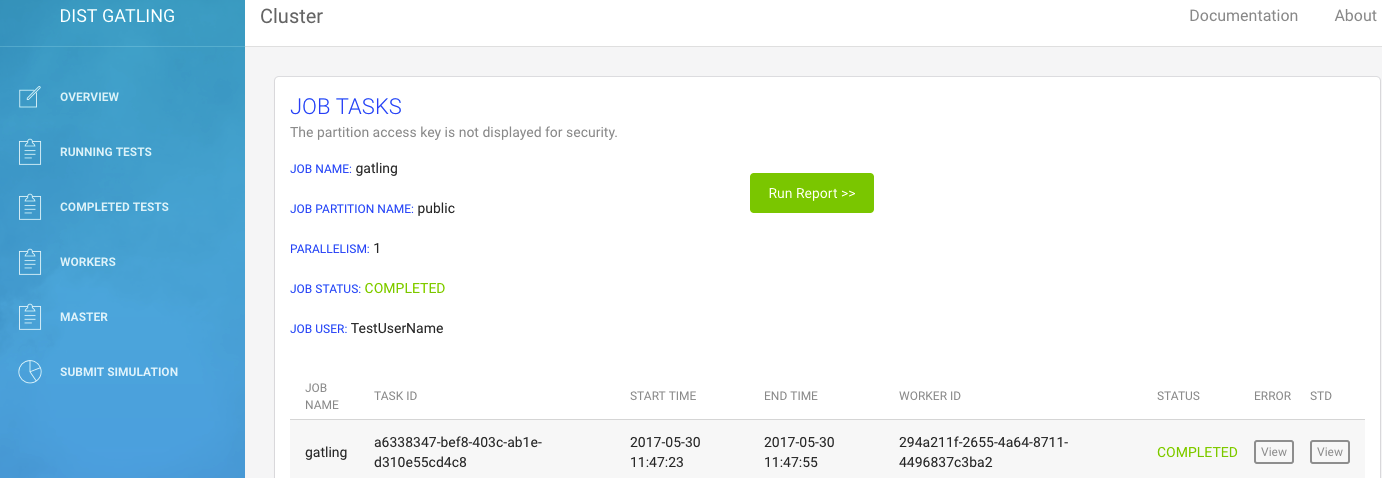 DIST GATLING
Cluster
Documentation
About
OVERVIEW
RUNNING TESTS
COMPLETED TESTS
WORKERS
MASTER
SUBMIT SIMULATION
JOB TASKS
The partition access key is not displayed for security.
JOB NAME: gatling
Run Report >>
JOB PARTITION NAME: public
PARALLELISM: 1
JOB STATUS: COMPLETED
JOB USER: TestUserName
JOB
NAME
TASK ID
START TIME
END TIME
WORKER ID
STATUS
ERROR
STD
gatling
a6338347-bef8-403c-ab1e-
d310e55cd4c8
2017-05-30
11:47:23
2017-05-30
11:47:55
294a211f-2655-4a64-8711-
4496837c3ba2
COMPLETED
View
View